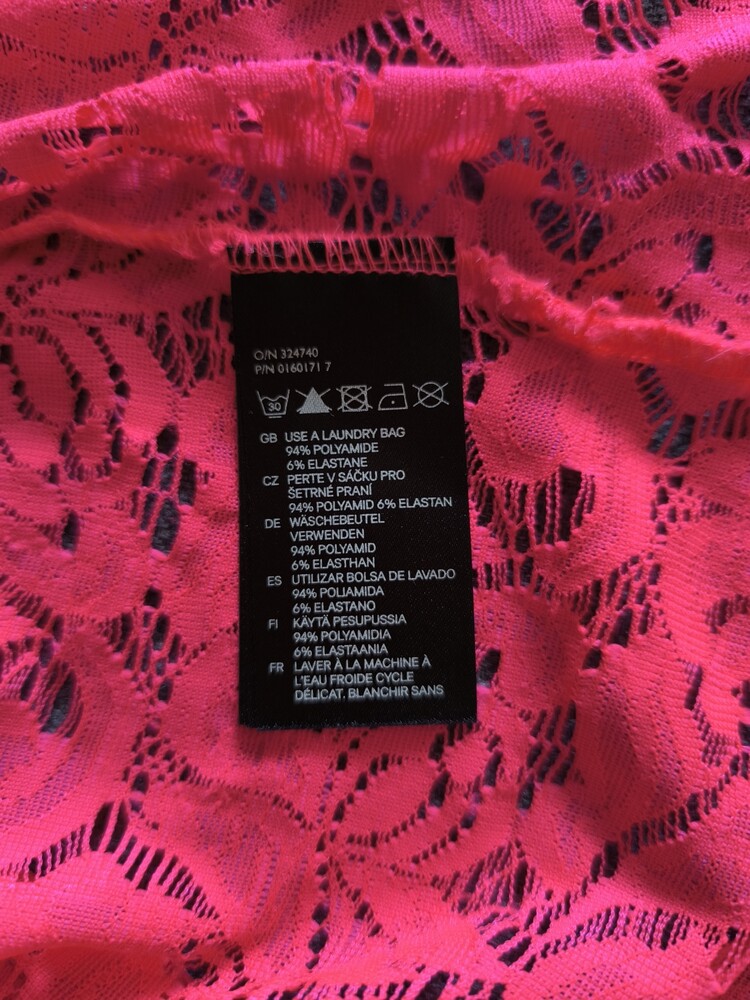 O/N 324740
P/N 0160171 7
30
GB USE A LAUNDRY BAG
94% POLYAMIDE
6% ELASTANE
CZ PERTE V SÁČKU PRO
ŠETRNÉ PRANÍ
94% POLYAMID 6% ELASTAN
DE WÄSCHEBEUTEL
VERWENDEN
94% POLYAMID
6% ELASTHAN
ES UTILIZAR BOLSA DE LAVADO
94% POLIAMIDA
6% ELASTANO
FI KÄYTÄ PESUPUSSIA
94% POLYAMIDIA
6% ELASTAANIA
FR LAVER À LA MACHINE À
L'EAU FROIDE CYCLE
DÉLICAT. BLANCHIR SANS